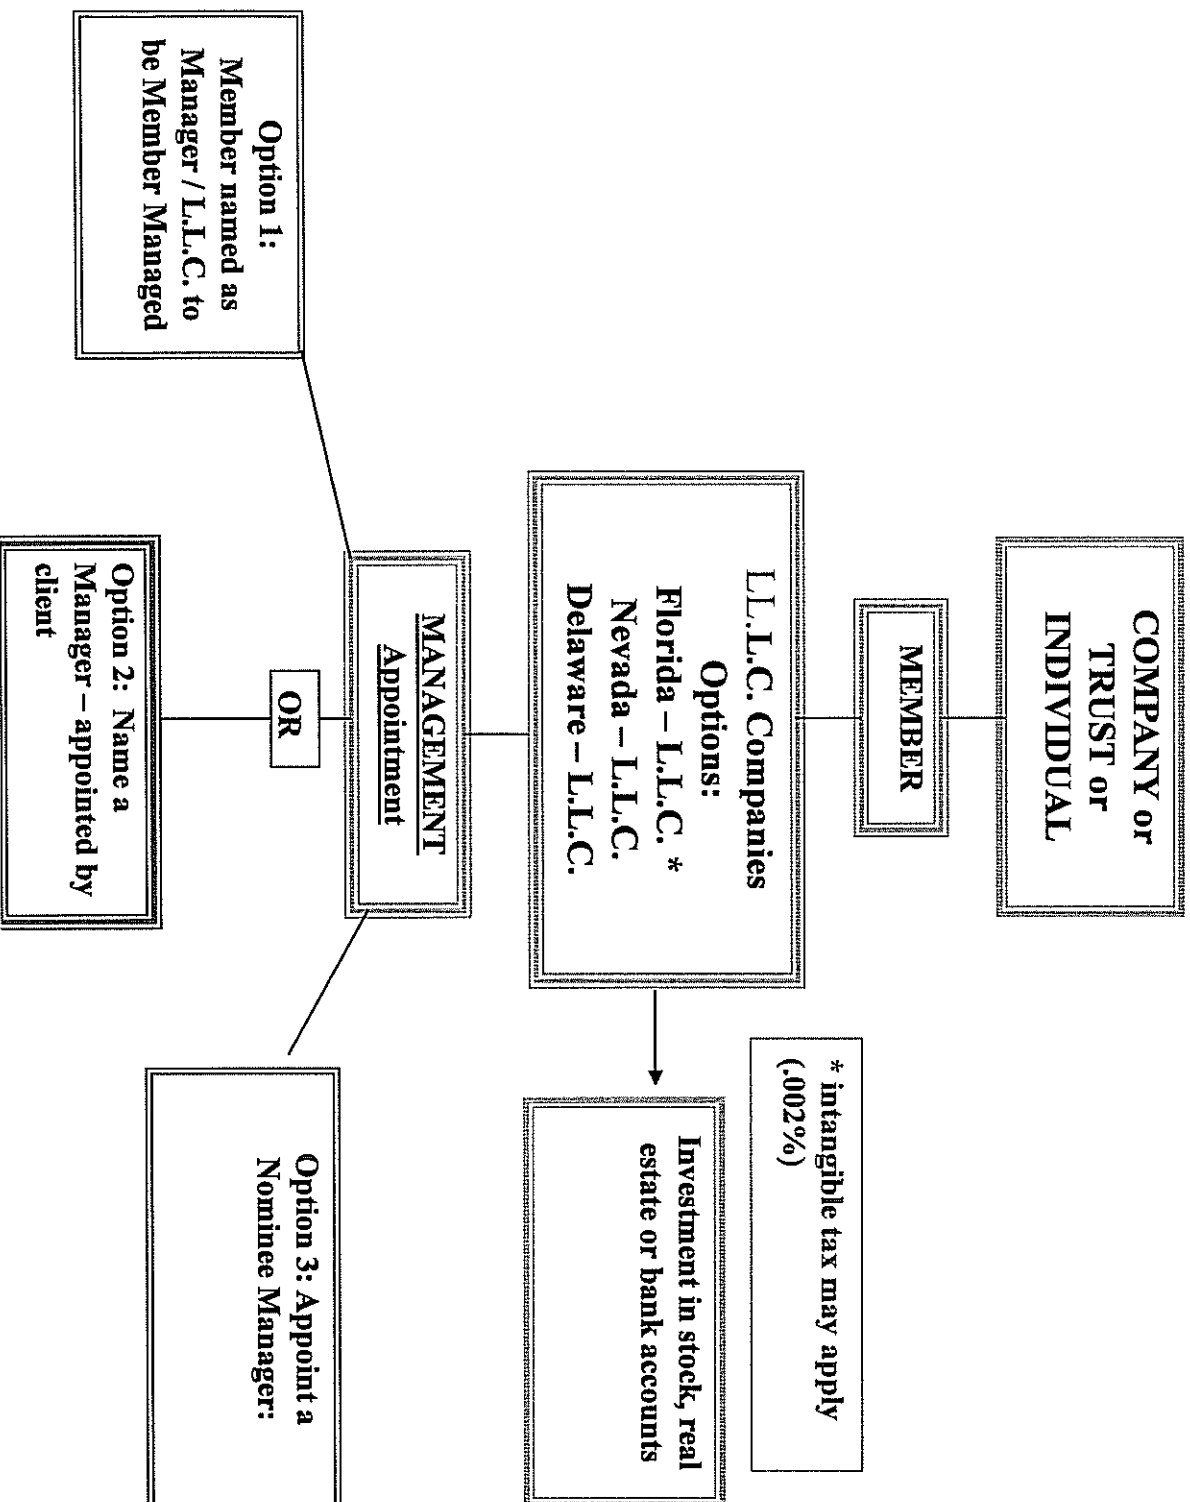 COMPANY or
TRUST or
INDIVIDUAL
MEMBER
* intangible tax may apply
(.002%)
LL.L.C. Companies
Options:
Florida – L.L.C. *
Nevada – L.L.C.
Delaware – L.L.C.
Investment in stock, real
estate or bank accounts
MANAGEMENT
Appointment
OR
Option 1:
Member named as
Manager / L.L.C. to
be Member Managed
Option 2: Name a
Manager – appointed by
client
Option 3: Appoint a
Nominee Manager: